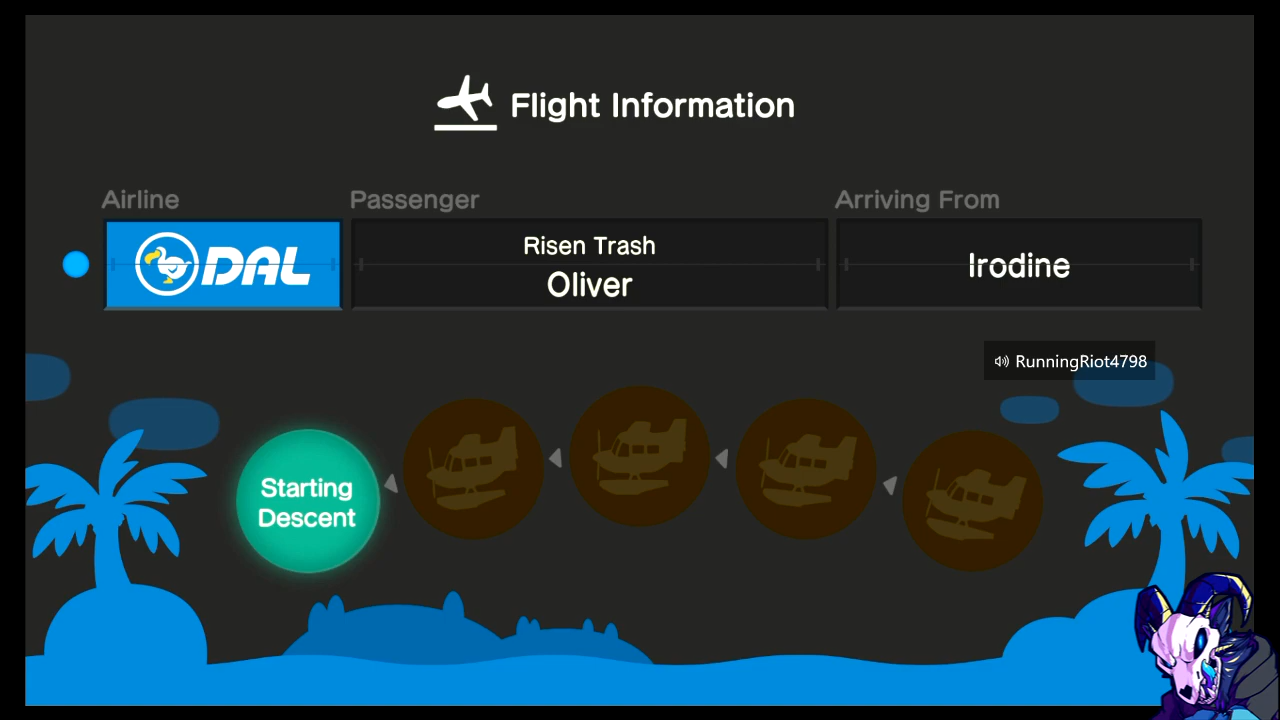 Flight Information
Airline
Passenger
Arriving From
DAL
Risen Trash
Oliver
Irodine
RunningRiot4798
Starting
Descent